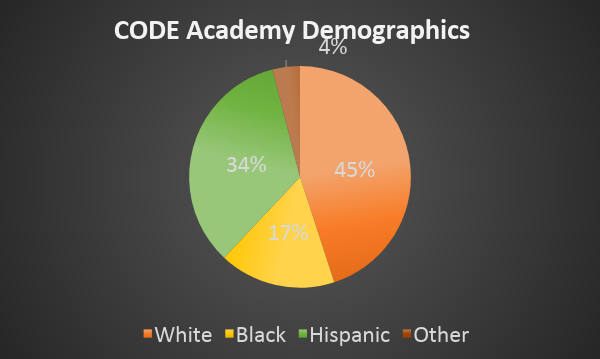 CODE Academy Demographics
4%
34%
45%
17%
White Black Hispanic Other